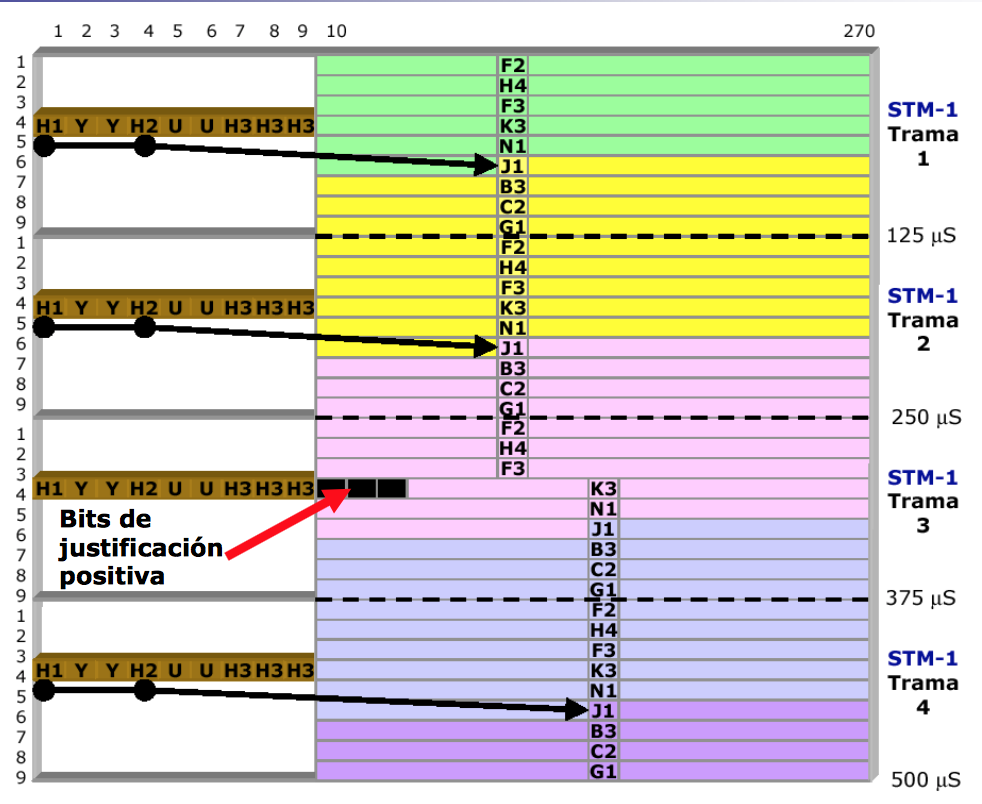 1 2 3 4 5 6 7 8 9 10 270
1 F2
2 H4
3 F3
4 H1 Y Y H2 U U H3 H3 H3 K3
5 N1
6 J1
7 B3
8 C2
9 G1
STM-1
Trama
1
125 µS
1 F2
2 H4
3 F3
4 H1 Y Y H2 U U H3 H3 H3 K3
5 N1
6 J1
7 B3
8 C2
9 G1
STM-1
Trama
2
250 µS
1 F2
2 H4
3 F3
4 H1 Y Y H2 U U H3 H3 H3 K3
5 N1
6 J1
7 B3
8 C2
9 G1
Bits de
justificación
positiva
STM-1
Trama
3
375 µS
1 F2
2 H4
3 F3
4 H1 Y Y H2 U U H3 H3 H3 K3
5 N1
6 J1
7 B3
8 C2
9 G1
STM-1
Trama
4
500 µS